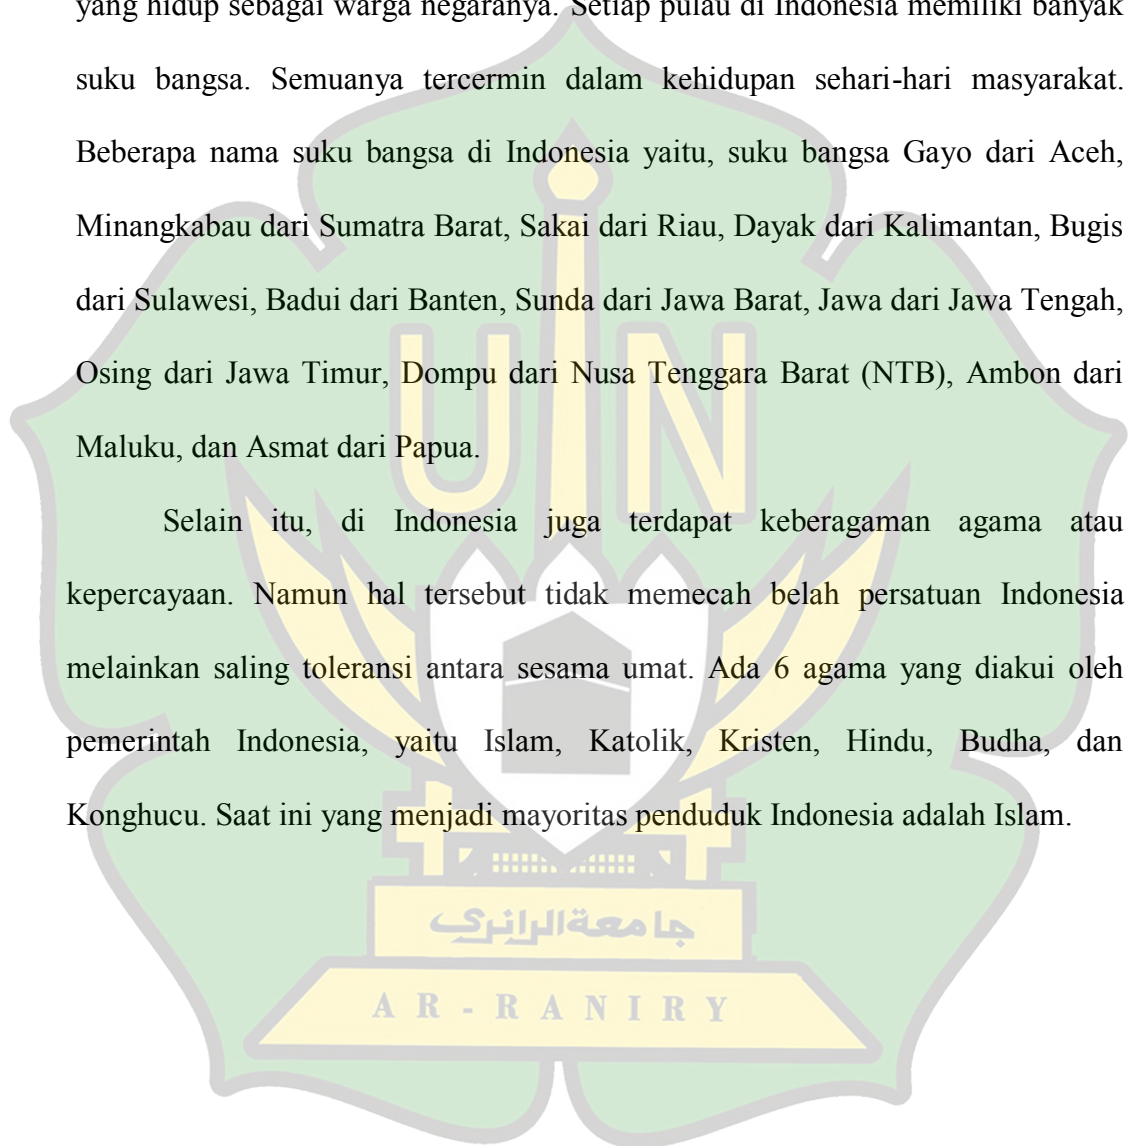 yang hidup sebagai warga negaranya. Setiap pulau di Indonesia memiliki banyak
suku bangsa. Semuanya tercermin dalam kehidupan sehari-hari masyarakat.
Beberapa nama suku bangsa di Indonesia yaitu, suku bangsa Gayo dari Aceh,
Minangkabau dari Sumatra Barat, Sakai dari Riau, Dayak dari Kalimantan, Bugis
dari Sulawesi, Badui dari Banten, Sunda dari Jawa Barat, Jawa dari Jawa Tengah,
Osing dari Jawa Timur, Dompu dari Nusa Tenggara Barat (NTB), Ambon dari
Maluku, dan Asmat dari Papua.
Selain itu, di Indonesia juga terdapat keberagaman agama atau
kepercayaan. Namun hal tersebut tidak memecah belah persatuan Indonesia
melainkan saling toleransi antara sesama umat. Ada 6 agama yang diakui oleh
pemerintah Indonesia, yaitu Islam, Katolik, Kristen, Hindu, Budha, dan
Konghucu. Saat ini yang menjadi mayoritas penduduk Indonesia adalah Islam.
UIN
جامعةالرانري
AR-RANIRY